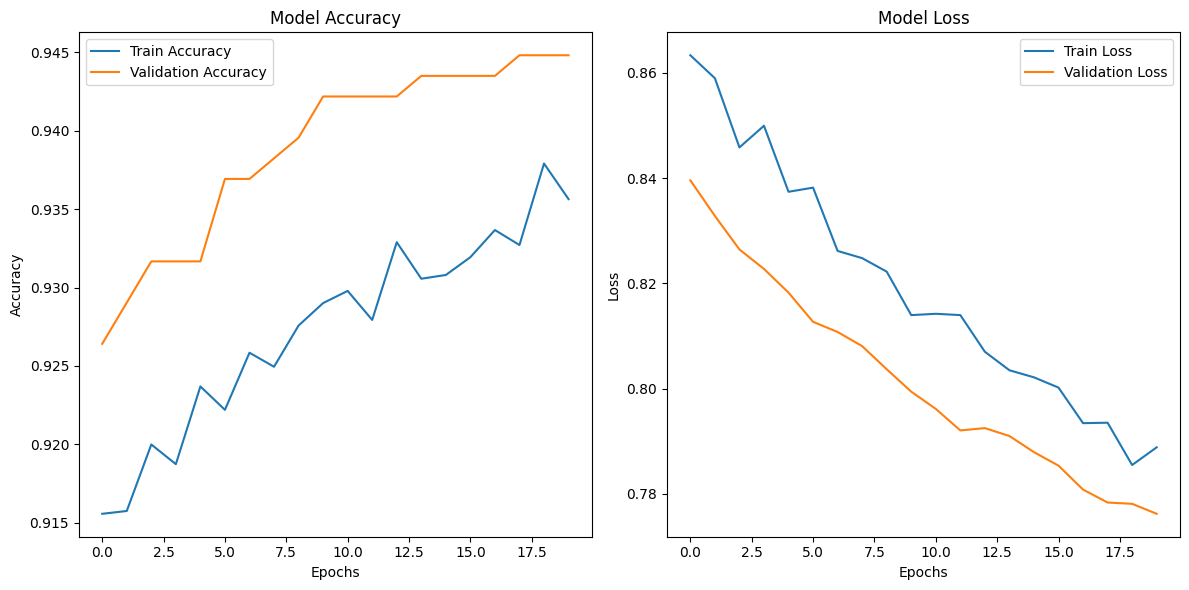 Model Accuracy
Train Accuracy
Validation Accuracy
0.945
0.940
0.935
0.930
0.925
0.920
0.915
Accuracy
0.0 2.5 5.0 7.5 10.0 12.5 15.0 17.5
Epochs
Model Loss
Train Loss
Validation Loss
0.86
0.84
0.82
0.80
0.78
Loss
0.0 2.5 5.0 7.5 10.0 12.5 15.0 17.5
Epochs